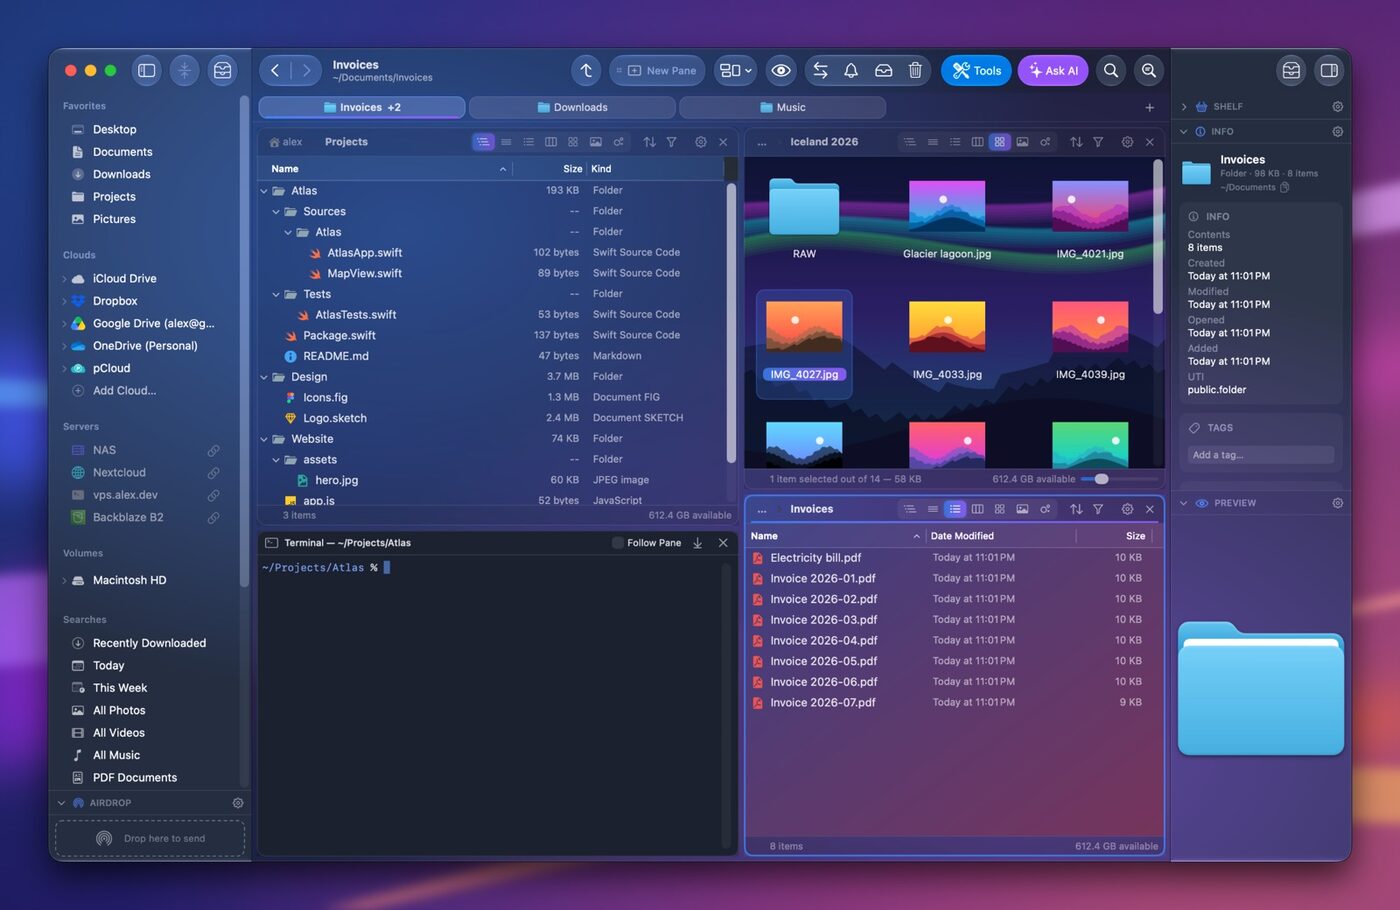 Invoices
~/Documents/Invoices
New Pane
Tools
Ask AI
Favorites
Desktop
Documents
Downloads
Projects
Pictures
Clouds
iCloud Drive
Dropbox
Google Drive (alex@g...
OneDrive (Personal)
pCloud
Add Cloud...
Servers
NAS
Nextcloud
vps.alex.dev
Backblaze B2
Volumes
Macintosh HD
Searches
Recently Downloaded
Today
This Week
All Photos
All Videos
All Music
PDF Documents
AIRDROP
Drop here to send
Invoices +2
Downloads
Music
alex Projects
Name Size Kind
Atlas 193 KB Folder
Sources -- Folder
Atlas -- Folder
AtlasApp.swift 102 bytes Swift Source Code
MapView.swift 89 bytes Swift Source Code
Tests -- Folder
AtlasTests.swift 53 bytes Swift Source Code
Package.swift 137 bytes Swift Source Code
README.md 47 bytes Markdown
Design 3.7 MB Folder
Icons.fig 1.3 MB Document FIG
Logo.sketch 2.4 MB Document SKETCH
Website 74 KB Folder
assets -- Folder
hero.jpg 60 KB JPEG image
app.js 52 bytes JavaScript
3 items 612.4 GB available
Terminal — ~/Projects/Atlas Follow Pane
~/Projects/Atlas %
... Iceland 2026
RAW Glacier lagoon.jpg IMG_4021.jpg
IMG_4027.jpg IMG_4033.jpg IMG_4039.jpg
1 item selected out of 14 — 58 KB 612.4 GB available
... Invoices
Name Date Modified Size
Electricity bill.pdf Today at 11:01 PM 10 KB
Invoice 2026-01.pdf Today at 11:01 PM 10 KB
Invoice 2026-02.pdf Today at 11:01 PM 10 KB
Invoice 2026-03.pdf Today at 11:01 PM 10 KB
Invoice 2026-04.pdf Today at 11:01 PM 10 KB
Invoice 2026-05.pdf Today at 11:01 PM 10 KB
Invoice 2026-06.pdf Today at 11:01 PM 10 KB
Invoice 2026-07.pdf Today at 11:01 PM 9 KB
8 items 612.4 GB available
SHELF
INFO
Invoices
Folder · 98 KB · 8 items
~/Documents
INFO
Contents
8 items
Created
Today at 11:01 PM
Modified
Today at 11:01 PM
Opened
Today at 11:01 PM
Added
Today at 11:01 PM
UTI
public.folder
TAGS
Add a tag...
PREVIEW